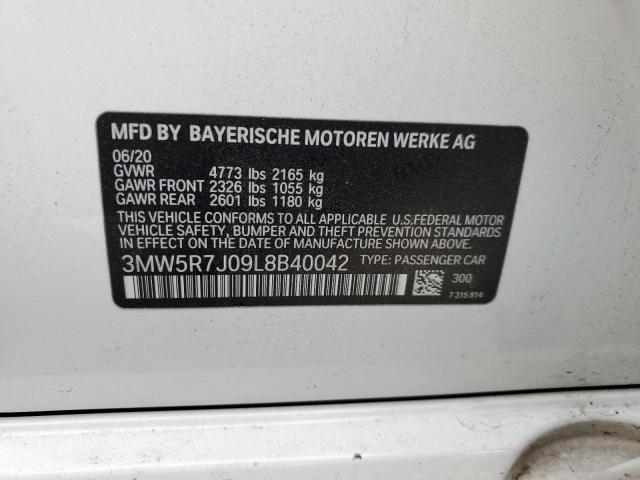 MFD BY BAYERISCHE MOTOREN WERKE AG
06/20
GVWR 4773 lbs 2165 kg
GAWR FRONT 2326 lbs 1055 kg
GAWR REAR 2601 lbs 1180 kg
THIS VEHICLE CONFORMS TO ALL APPLICABLE U.S.FEDERAL MOTOR
VEHICLE SAFETY, BUMPER AND THEFT PREVENTION STANDARDS
IN EFFECT ON THE DATE OF MANUFACTURE SHOWN ABOVE.
3MW5R7J09L8B40042 TYPE: PASSENGER CAR
300
7315814